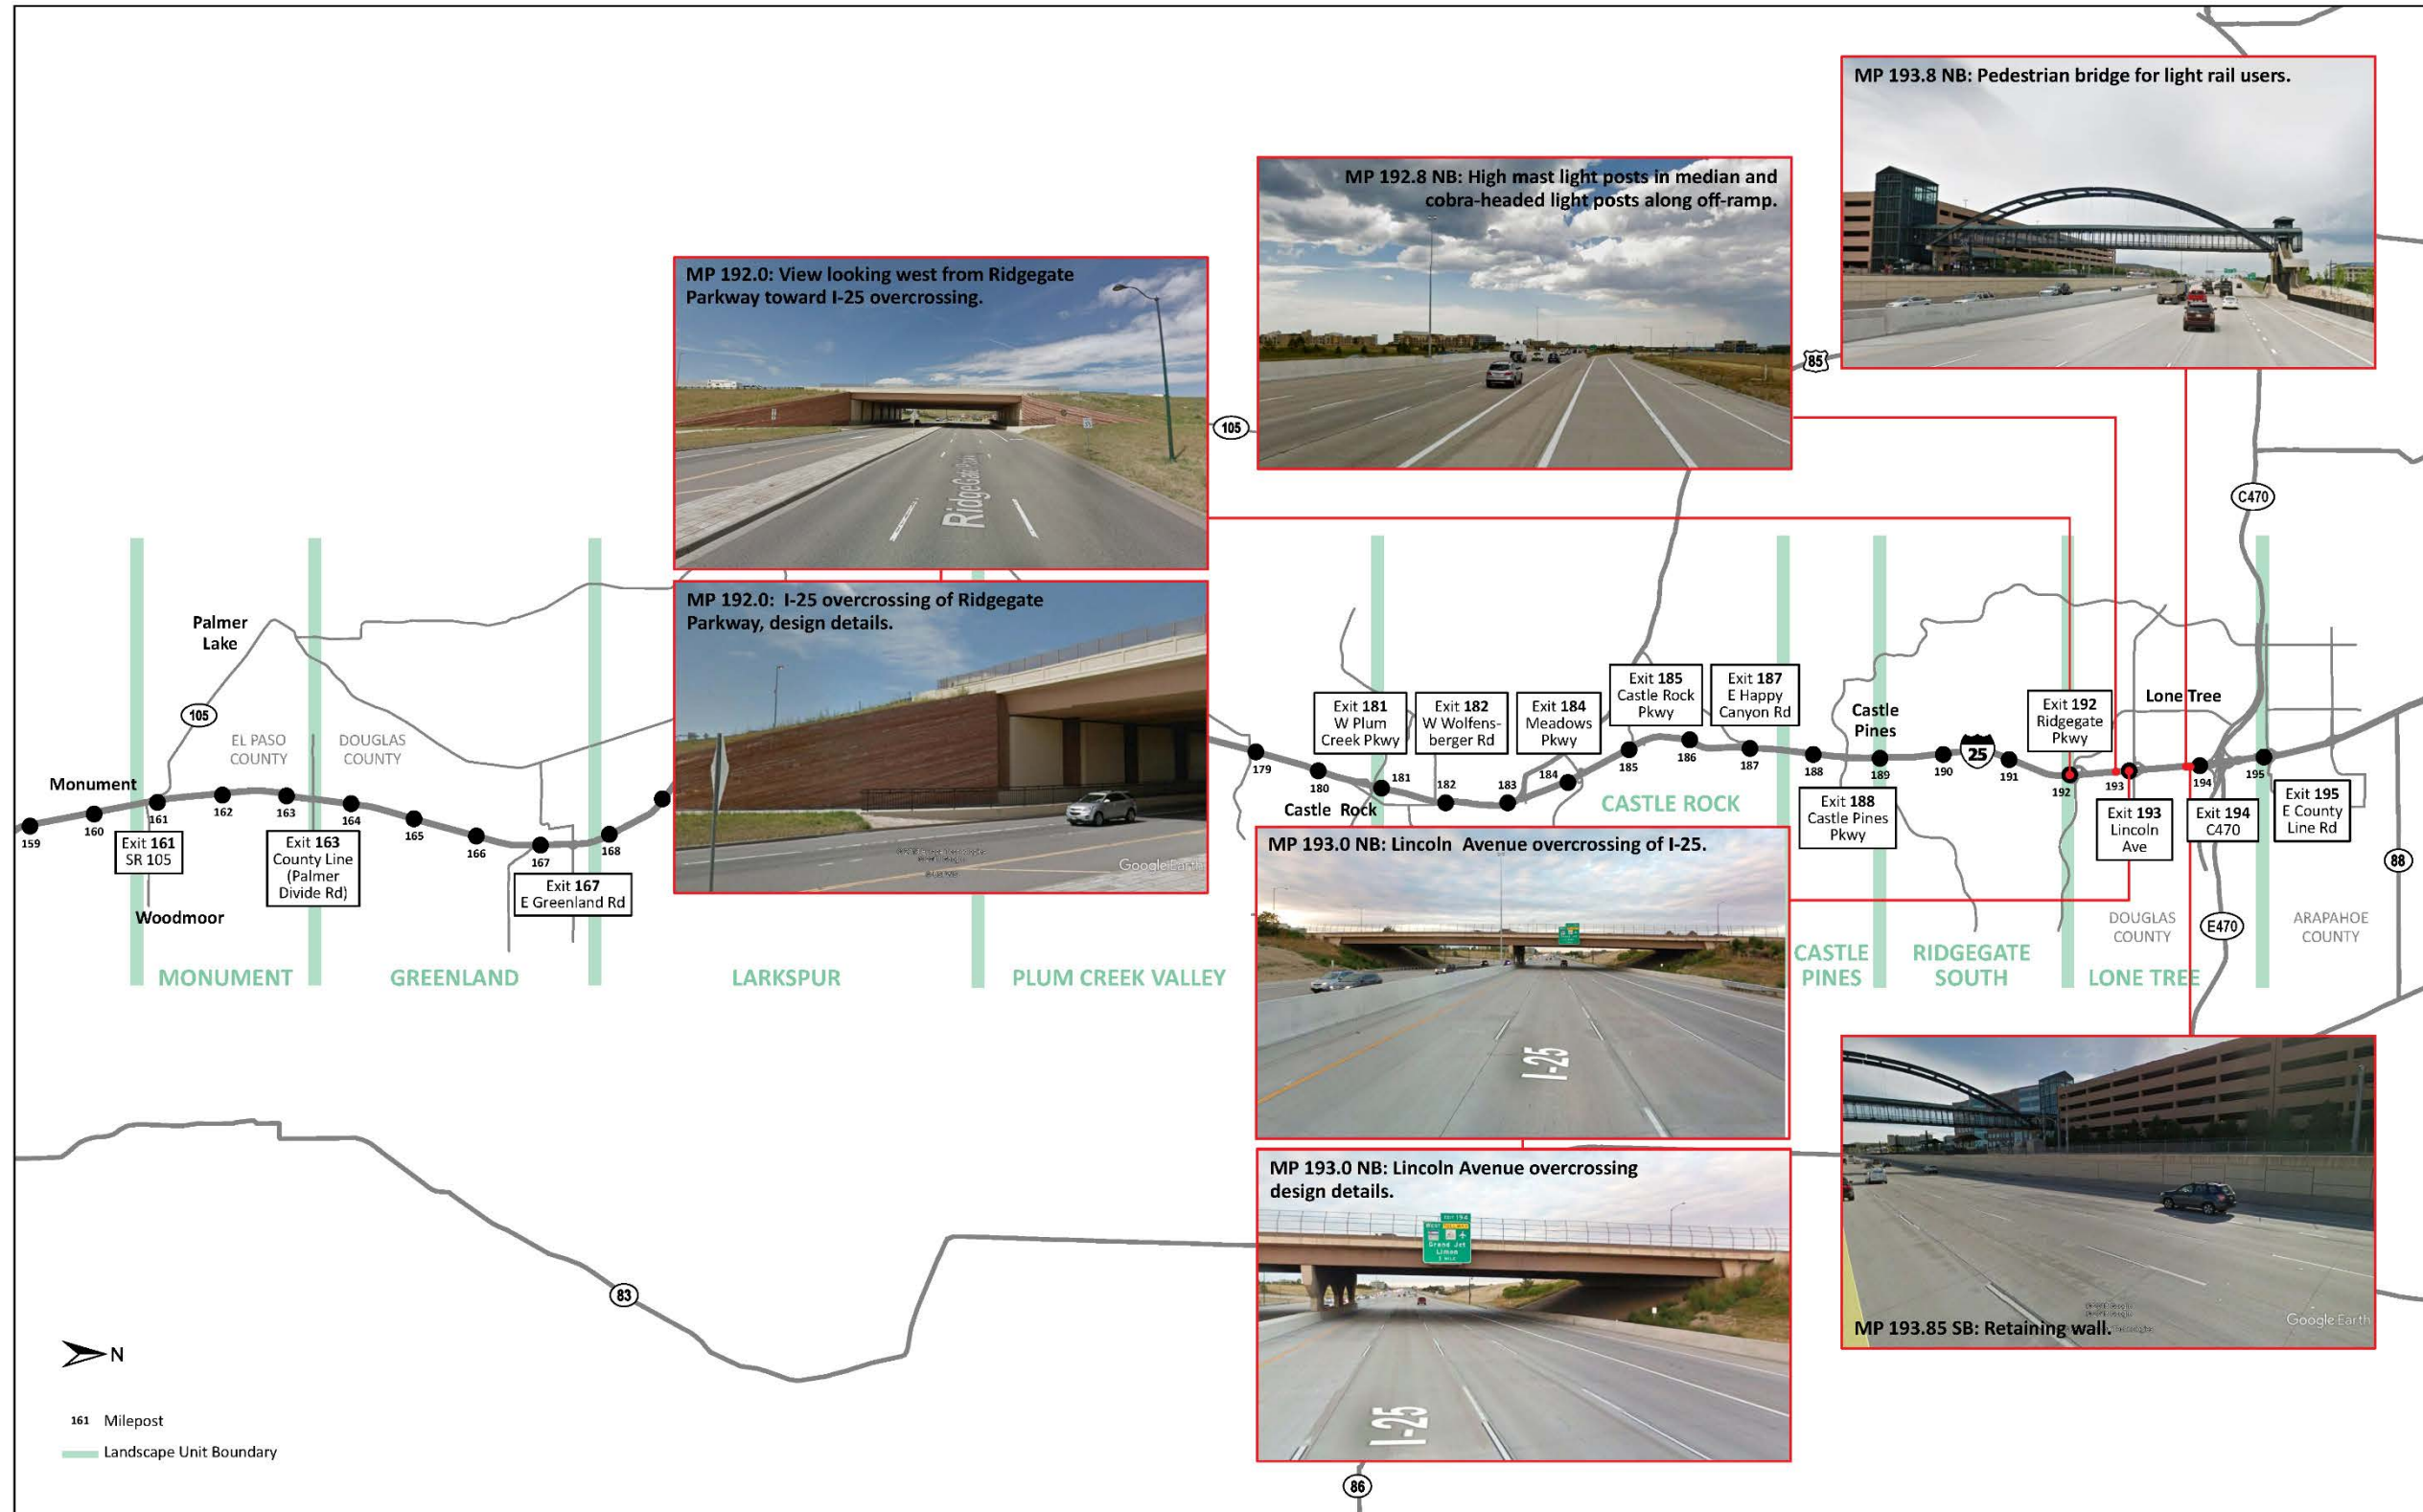 MP 193.8 NB: Pedestrian bridge for light rail users.
MP 192.8 NB: High mast light posts in median and
cobra-headed light posts along off-ramp.
MP 192.0: View looking west from Ridgegate
Parkway toward I-25 overcrossing.
RidgeGate Pkwy
85
105
C470
MP 192.0:  I-25 overcrossing of Ridgegate
Parkway, design details.
Google Earth
Palmer
Lake
105
EL PASO
COUNTY
DOUGLAS
COUNTY
Monument
159
160
161
162
163
164
165
166
167
168
Exit 161
SR 105
Exit 163
County Line
(Palmer
Divide Rd)
Exit 167
E Greenland Rd
Woodmoor
Exit 181
W Plum
Creek Pkwy
Exit 182
W Wolfens-
berger Rd
Exit 184
Meadows
Pkwy
Exit 185
Castle Rock
Pkwy
Exit 187
E Happy
Canyon Rd
Castle
Pines
Exit 192
Ridgegate
Pkwy
Lone Tree
179
180
181
182
183
184
185
186
187
188
189
190
25
191
192
193
194
195
Castle Rock
CASTLE ROCK
Exit 188
Castle Pines
Pkwy
Exit 193
Lincoln
Ave
Exit 194
C470
Exit 195
E County
Line Rd
88
DOUGLAS
COUNTY
E470
ARAPAHOE
COUNTY
MONUMENT
GREENLAND
LARKSPUR
PLUM CREEK VALLEY
CASTLE
PINES
RIDGEGATE
SOUTH
LONE TREE
MP 193.0 NB: Lincoln  Avenue overcrossing of I-25.
I-25
MP 193.0 NB: Lincoln Avenue overcrossing
design details.
EXIT 194
West
Grand Jct
Limon
I-25
MP 193.85 SB: Retaining wall.
Google Earth
83
86
N
161 Milepost
Landscape Unit Boundary